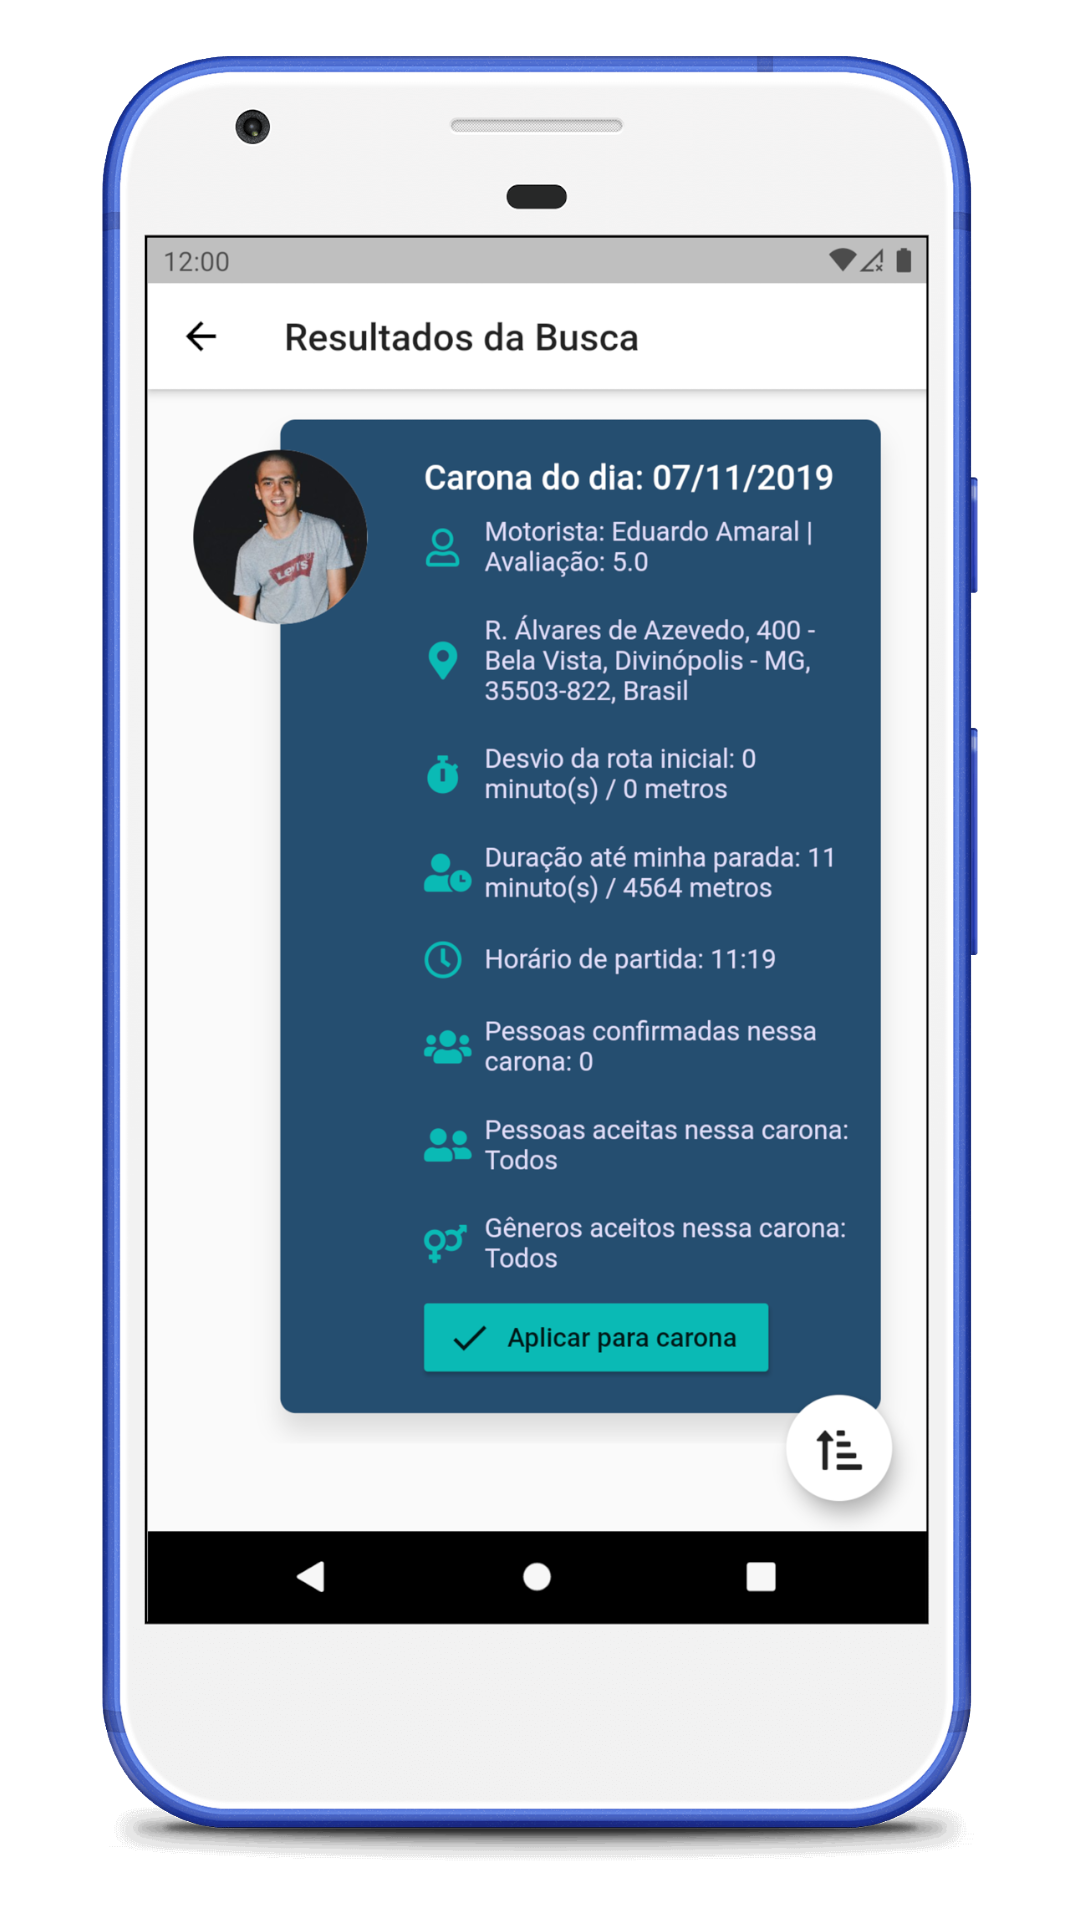 12:00
Resultados da Busca
Carona do dia: 07/11/2019
Motorista: Eduardo Amaral |
Avaliação: 5.0
R. Álvares de Azevedo, 400 -
Bela Vista, Divinópolis - MG,
35503-822, Brasil
Desvio da rota inicial: 0
minuto(s) / 0 metros
Duração até minha parada: 11
minuto(s) / 4564 metros
Horário de partida: 11:19
Pessoas confirmadas nessa
carona: 0
Pessoas aceitas nessa carona:
Todos
Gêneros aceitos nessa carona:
Todos
Aplicar para carona